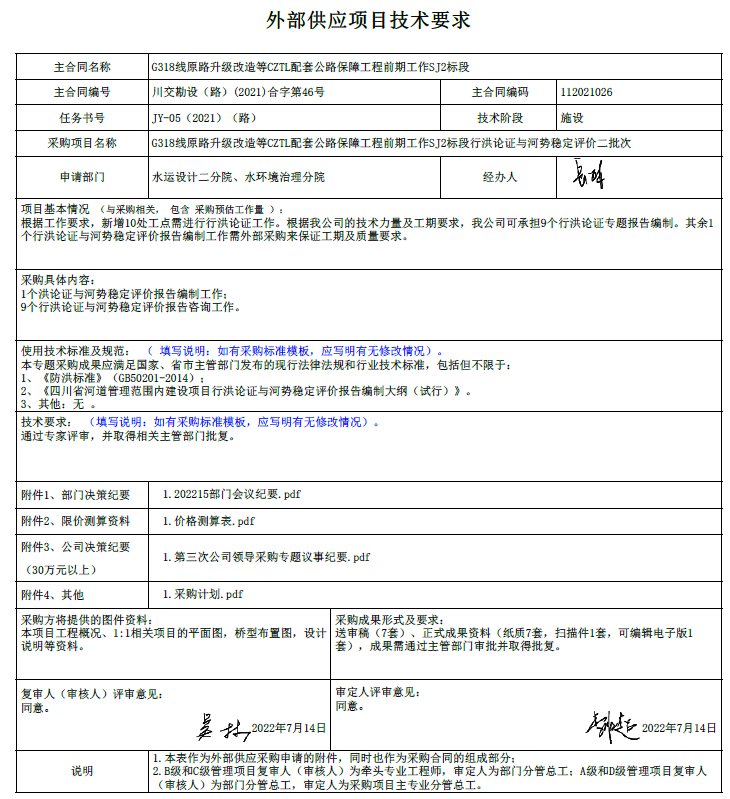 外部供应项目技术要求
主合同名称 G318线原路升级改造等CZTL配套公路保障工程前期工作SJ2标段
主合同编号 川交勘设（路）(2021)合字第46号 主合同编码 112021026
任务书号 JY-05（2021）（路） 技术阶段 施设
采购项目名称 G318线原路升级改造等CZTL配套公路保障工程前期工作SJ2标段行洪论证与河势稳定评价二批次
申请部门 水运设计二分院、水环境治理分院 经办人
项目基本情况 （与采购相关， 包含 采购预估工作量 ）：
根据工作要求，新增10处工点需进行行洪论证工作。根据我公司的技术力量及工期要求，我公司可承担9个行洪论证专题报告编制。其余1
个行洪论证与河势稳定评价报告编制工作需外部采购来保证工期及质量要求。
采购具体内容：
1个洪论证与河势稳定评价报告编制工作；
9个行洪论证与河势稳定评价报告咨询工作。
使用技术标准及规范： （ 填写说明：如有采购标准模板，应写明有无修改情况）。
本专题采购成果应满足国家、省市主管部门发布的现行法律法规和行业技术标准，包括但不限于：
1、《防洪标准》（GB50201-2014）；
2、《四川省河道管理范围内建设项目行洪论证与河势稳定评价报告编制大纲（试行）》。
3、其他：无 。
技术要求： （填写说明：如有采购标准模板，应写明有无修改情况）。
通过专家评审，并取得相关主管部门批复。
附件1、部门决策纪要 1.202215部门会议纪要.pdf
附件2、限价测算资料 1.价格测算表.pdf
附件3、公司决策纪要
（30万元以上） 1.第三次公司领导采购专题议事纪要.pdf
附件4、其他 1.采购计划.pdf
采购方将提供的图件资料：
本项目工程概况、1:1相关项目的平面图，桥型布置图，设计
说明等资料。
采购成果形式及要求：
送审稿（7套）、正式成果资料（纸质7套，扫描件1套，可编辑电子版1
套），成果需通过主管部门审批并取得批复。
复审人（审核人）评审意见：
同意。
2022年7月14日
审定人评审意见：
同意。
2022年7月14日
说明
1.本表作为外部供应采购申请的附件，同时也作为采购合同的组成部分；
2.B级和C级管理项目复审人（审核人）为牵头专业工程师，审定人为部门分管总工；A级和D级管理项目复审人
（审核人）为部门分管总工，审定人为采购项目主专业分管总工。